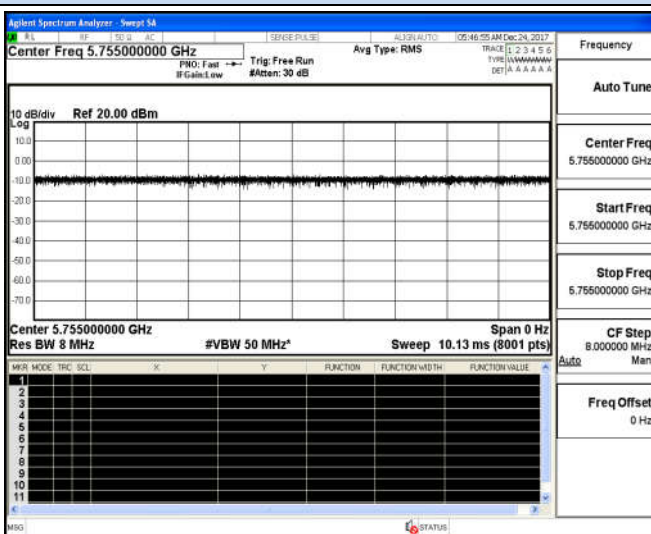 Agilent Spectrum Analyzer - Swept SA
RL RF 50 Ω AC SENSE:PULSE ALIGN AUTO 05:46:55 AM Dec 24, 2017
Center Freq 5.755000000 GHz Avg Type: RMS TRACE 1 2 3 4 5 6
PNO: Fast Trig: Free Run TYPE
IFGain:Low #Atten: 30 dB DET A A A A A A
Frequency
Auto Tune
10 dB/div Ref 20.00 dBm
Log
10.0
0.00
-10.0
-20.0
-30.0
-40.0
-50.0
-60.0
-70.0
Center 5.755000000 GHz Span 0 Hz
Res BW 8 MHz #VBW 50 MHz* Sweep 10.13 ms (8001 pts)
MKR MODE TRC SCL X Y FUNCTION FUNCTION WIDTH FUNCTION VALUE
1
2
3
4
5
6
7
8
9
10
11
MSG STATUS
Center Freq
5.755000000 GHz
Start Freq
5.755000000 GHz
Stop Freq
5.755000000 GHz
CF Step
8.000000 MHz
Auto Man
Freq Offset
0 Hz